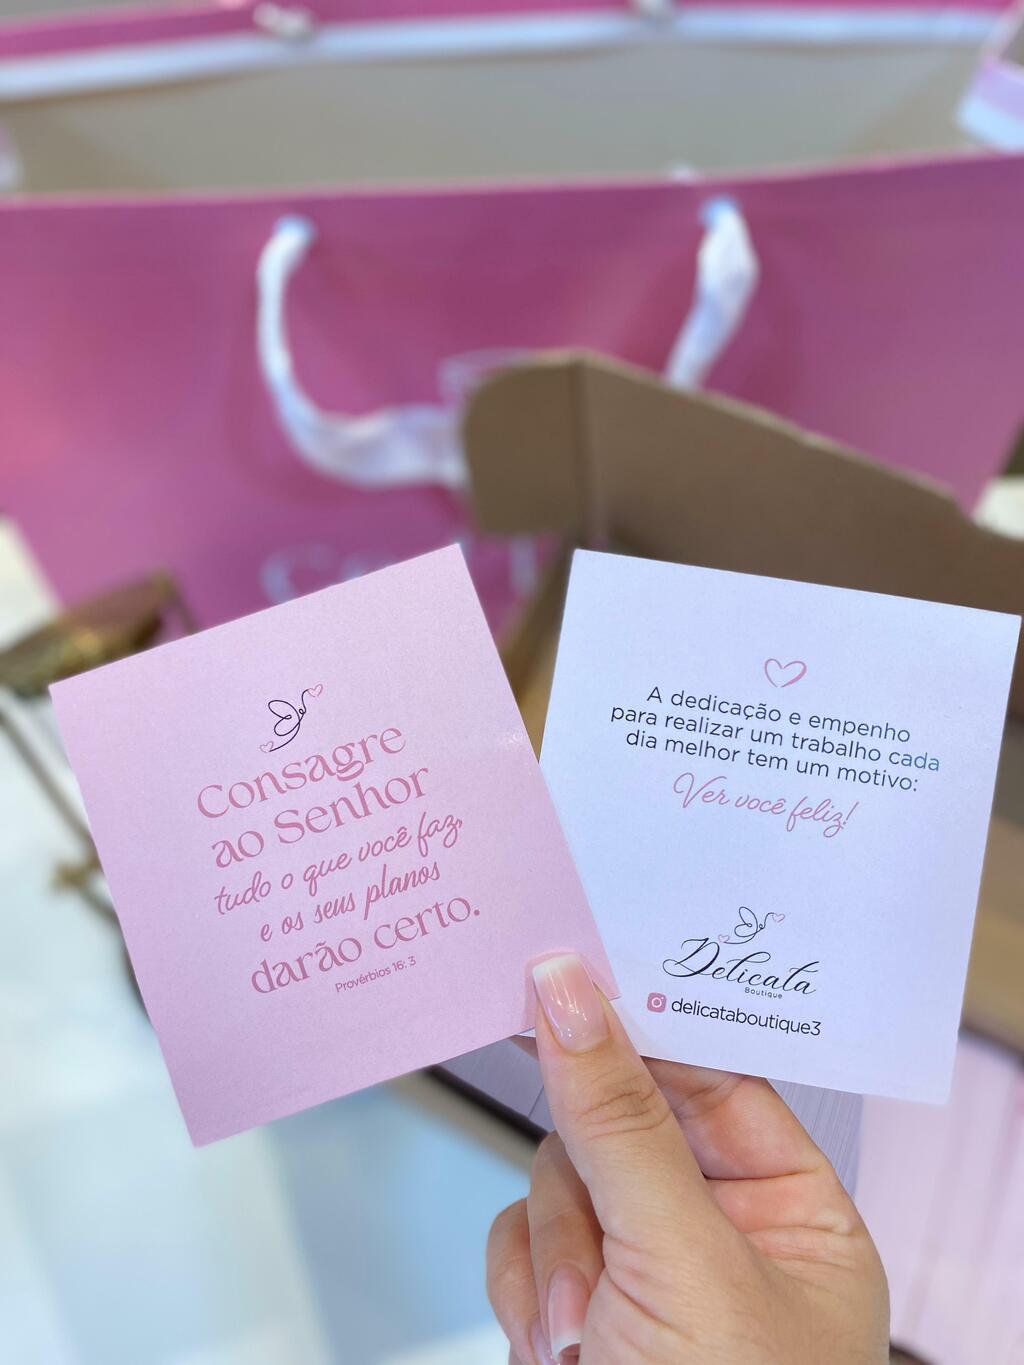 Consagre
ao Senhor
tudo o que você faz,
e os seus planos
darão certo.
Provérbios 16: 3
A dedicação e empenho
para realizar um trabalho cada
dia melhor tem um motivo:
Ver você feliz!
Delicata
Boutique
delicataboutique3